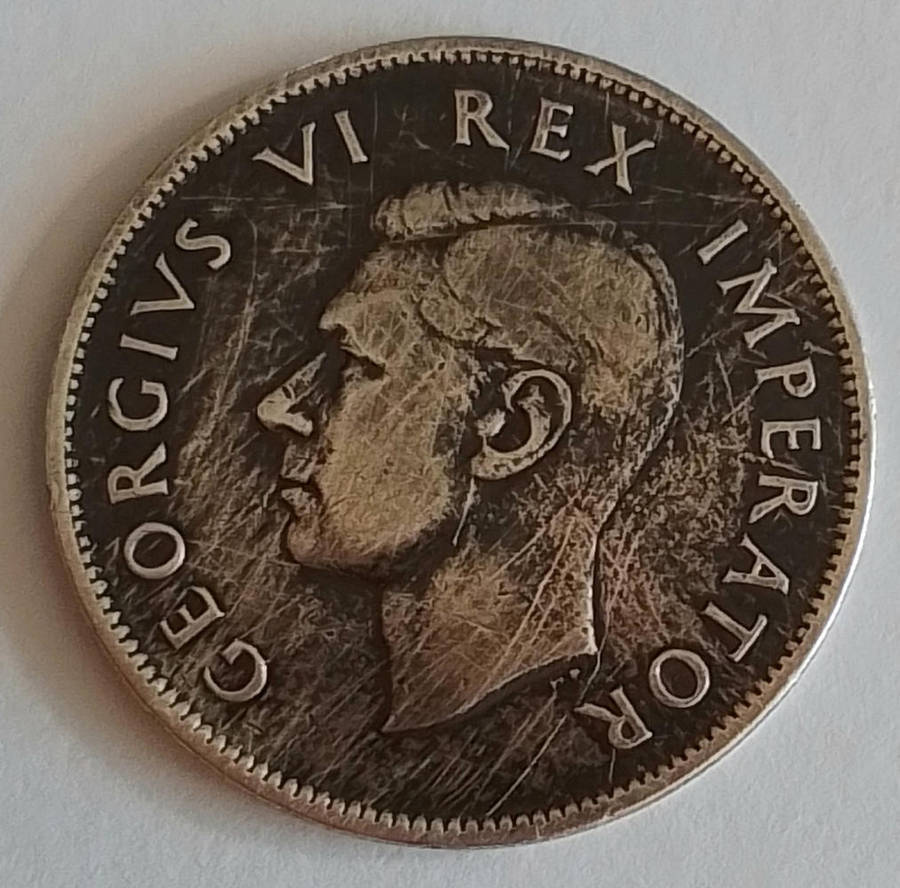 GEORGIVS VI REX IMPERATOR